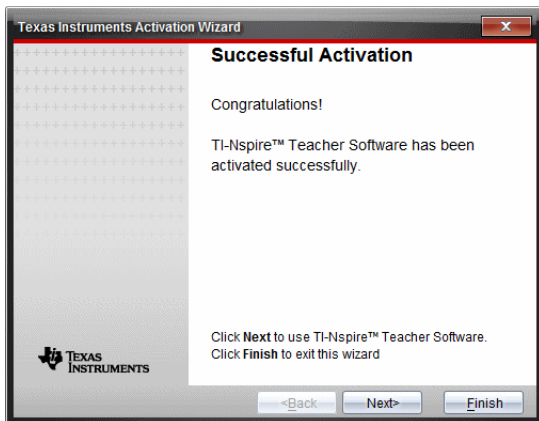 Texas Instruments Activation Wizard
Successful Activation
Congratulations!
TI-Nspire™ Teacher Software has been
activated successfully.
Click Next to use TI-Nspire™ Teacher Software.
Click Finish to exit this wizard
TEXAS
INSTRUMENTS
<Back
Next>
Finish